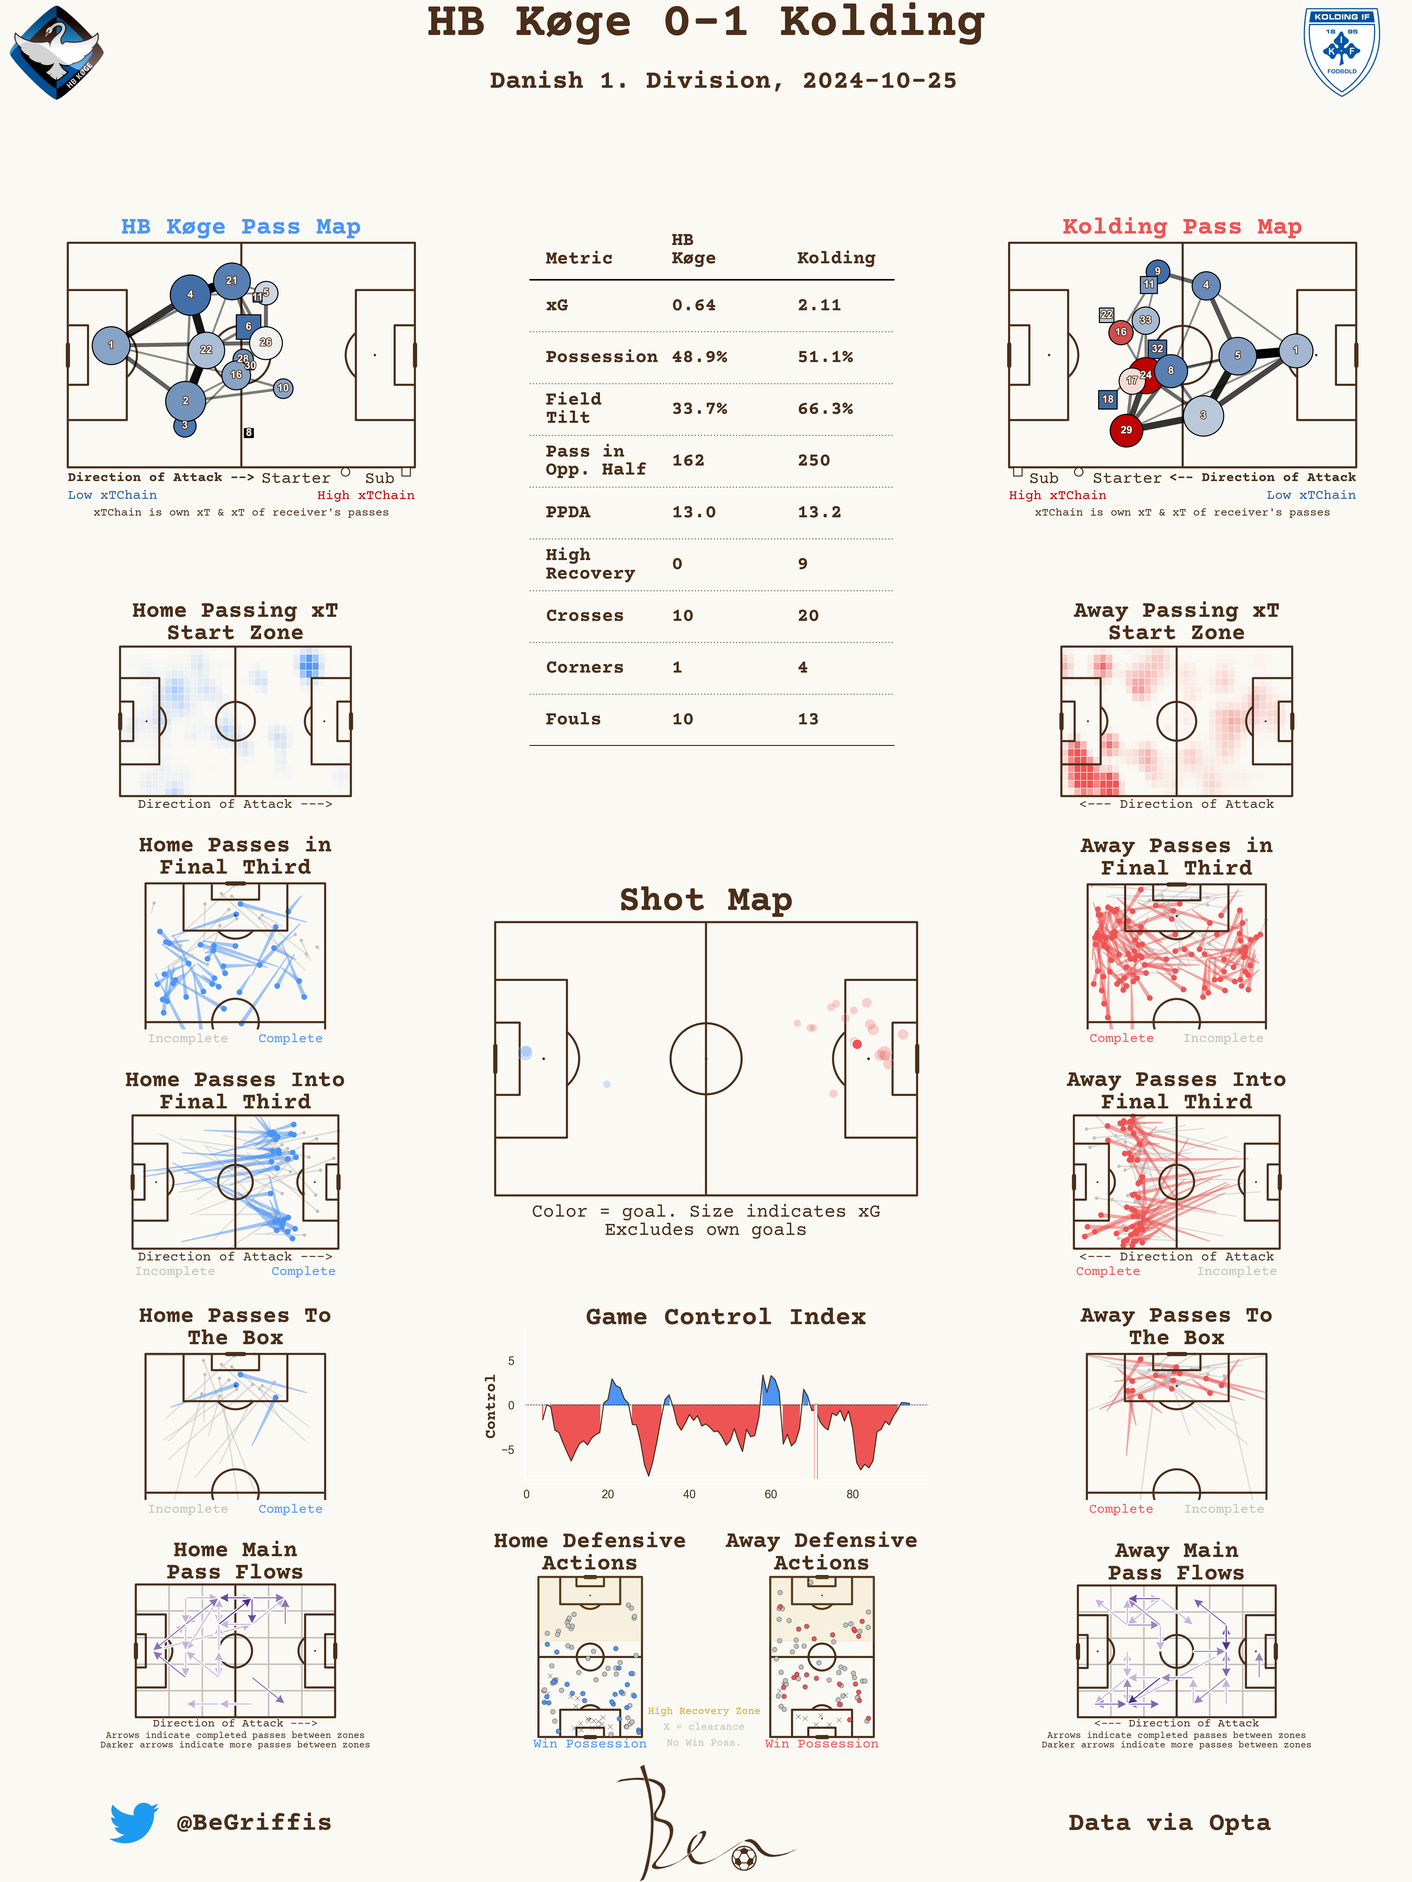 HB Køge 0-1 Kolding
Danish 1. Division, 2024-10-25
HB KØGE
KOLDING IF
18 95
K I F
FODBOLD
HB Køge Pass Map
1
4
21
5
11
6
26
22
28
30
16
10
2
3
8
Direction of Attack --> Starter Sub
Low xTChain High xTChain
xTChain is own xT & xT of receiver's passes
Metric HB Køge Kolding
xG 0.64 2.11
Possession 48.9% 51.1%
Field Tilt 33.7% 66.3%
Pass in Opp. Half 162 250
PPDA 13.0 13.2
High Recovery 0 9
Crosses 10 20
Corners 1 4
Fouls 10 13
Kolding Pass Map
9
11
4
22
16
33
32
5
1
24
8
17
18
3
29
Sub Starter <-- Direction of Attack
High xTChain Low xTChain
xTChain is own xT & xT of receiver's passes
Home Passing xT
Start Zone
Direction of Attack --->
Away Passing xT
Start Zone
<--- Direction of Attack
Home Passes in
Final Third
Incomplete Complete
Away Passes in
Final Third
Complete Incomplete
Shot Map
Color = goal. Size indicates xG
Excludes own goals
Home Passes Into
Final Third
Direction of Attack --->
Incomplete Complete
Away Passes Into
Final Third
<--- Direction of Attack
Complete Incomplete
Home Passes To
The Box
Incomplete Complete
Game Control Index
Control
5
0
−5
0 20 40 60 80
Away Passes To
The Box
Complete Incomplete
Home Main
Pass Flows
Direction of Attack --->
Arrows indicate completed passes between zones
Darker arrows indicate more passes between zones
Home Defensive
Actions
Win Possession
High Recovery Zone
X = clearance
No Win Poss.
Away Defensive
Actions
Win Possession
Away Main
Pass Flows
<--- Direction of Attack
Arrows indicate completed passes between zones
Darker arrows indicate more passes between zones
@BeGriffis
Ben
Data via Opta